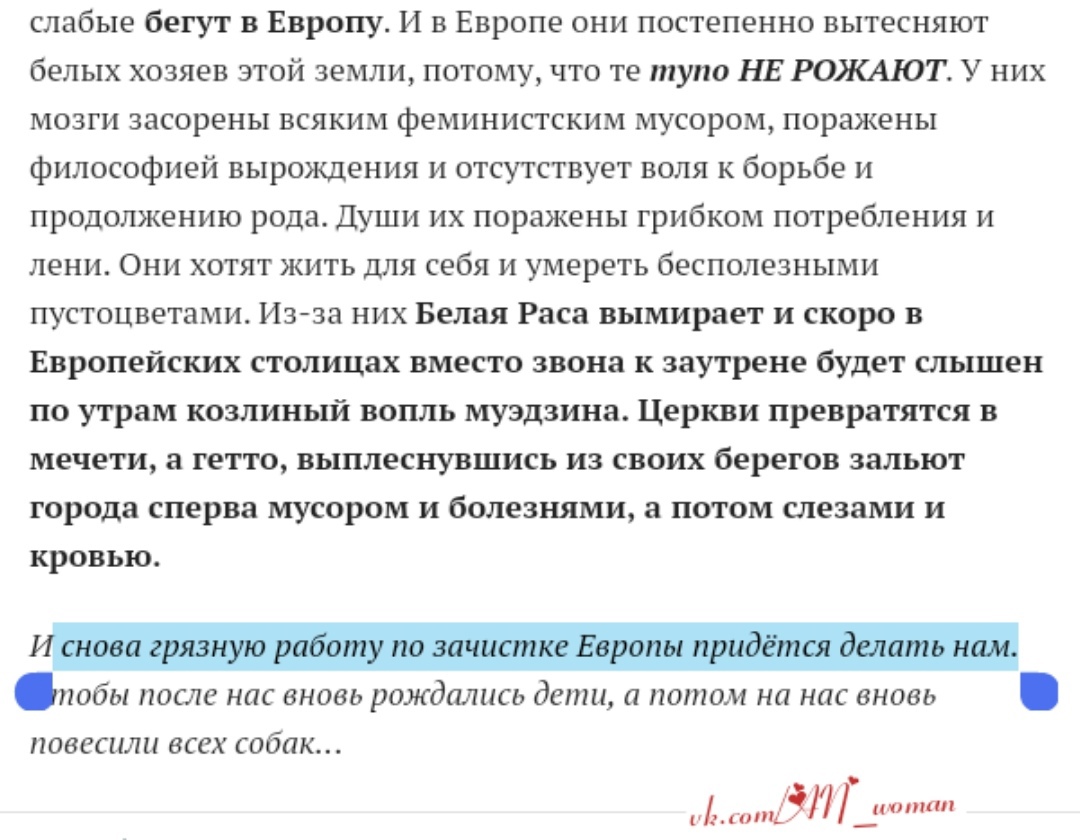 слабые бегут в Европу. И в Европе они постепенно вытесняют
белых хозяев этой земли, потому, что те тупо НЕ РОЖАЮТ. У них
мозги засорены всяким феминистским мусором, поражены
философией вырождения и отсутствует воля к борьбе и
продолжению рода. Души их поражены грибком потребления и
лени. Они хотят жить для себя и умереть бесполезными
пустоцветами. Из-за них Белая Раса вымирает и скоро в
Европейских столицах вместо звона к заутрене будет слышен
по утрам козлиный вопль муэдзина. Церкви превратятся в
мечети, а гетто, выплеснувшись из своих берегов зальют
города сперва мусором и болезнями, а потом слезами и
кровью.
И снова грязную работу по зачистке Европы придётся делать нам.
тобы после нас вновь рождались дети, а потом на нас вновь
повесили всех собак...
vk.com/AN_woman